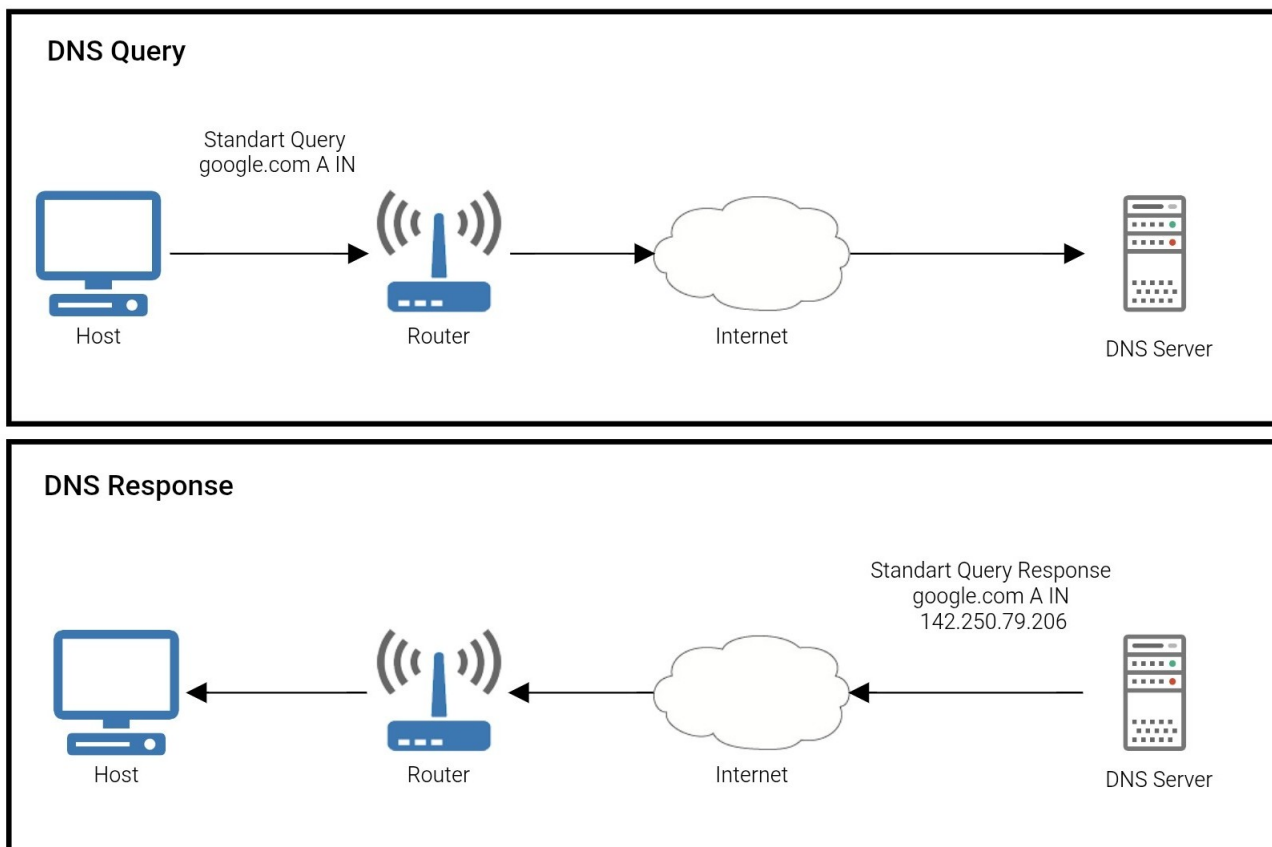 DNS Query
Standart Query
google.com A IN
Host
Router
Internet
DNS Server
DNS Response
Standart Query Response
google.com A IN
142.250.79.206
Host
Router
Internet
DNS Server